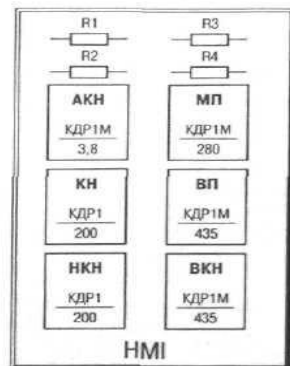 R1 R3
R2 R4
АКН МП
КДР1М КДР1М
3,8 280
КН ВП
КДР1 КДР1М
200 435
НКН ВКН
КДР1 КДР1М
200 435
НМІ